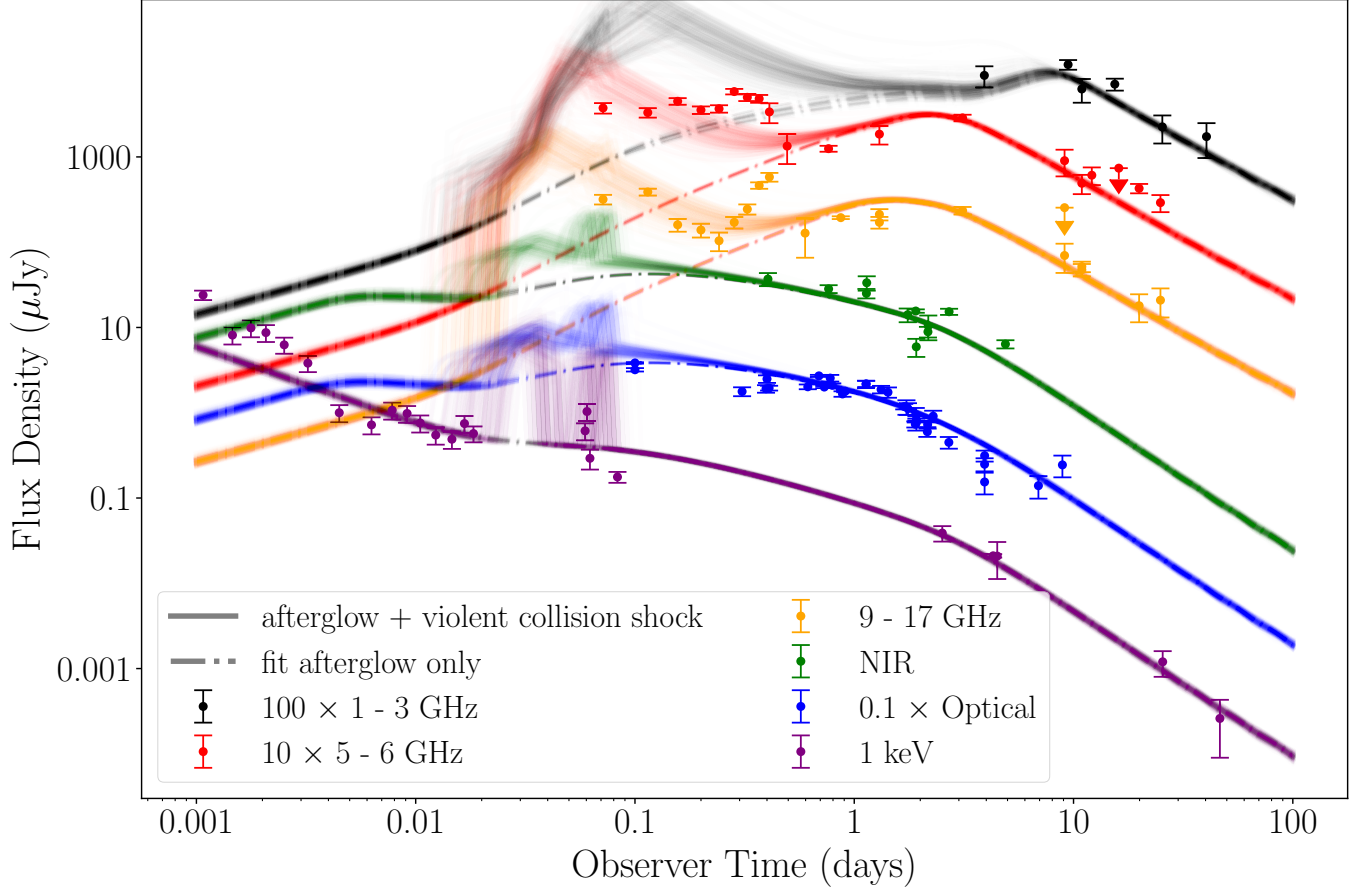 Flux Density (μJy)
1000
10
0.1
0.001
afterglow + violent collision shock
fit afterglow only
100 × 1 - 3 GHz
10 × 5 - 6 GHz
9 - 17 GHz
NIR
0.1 × Optical
1 keV
0.001
0.01
0.1
1
10
100
Observer Time (days)